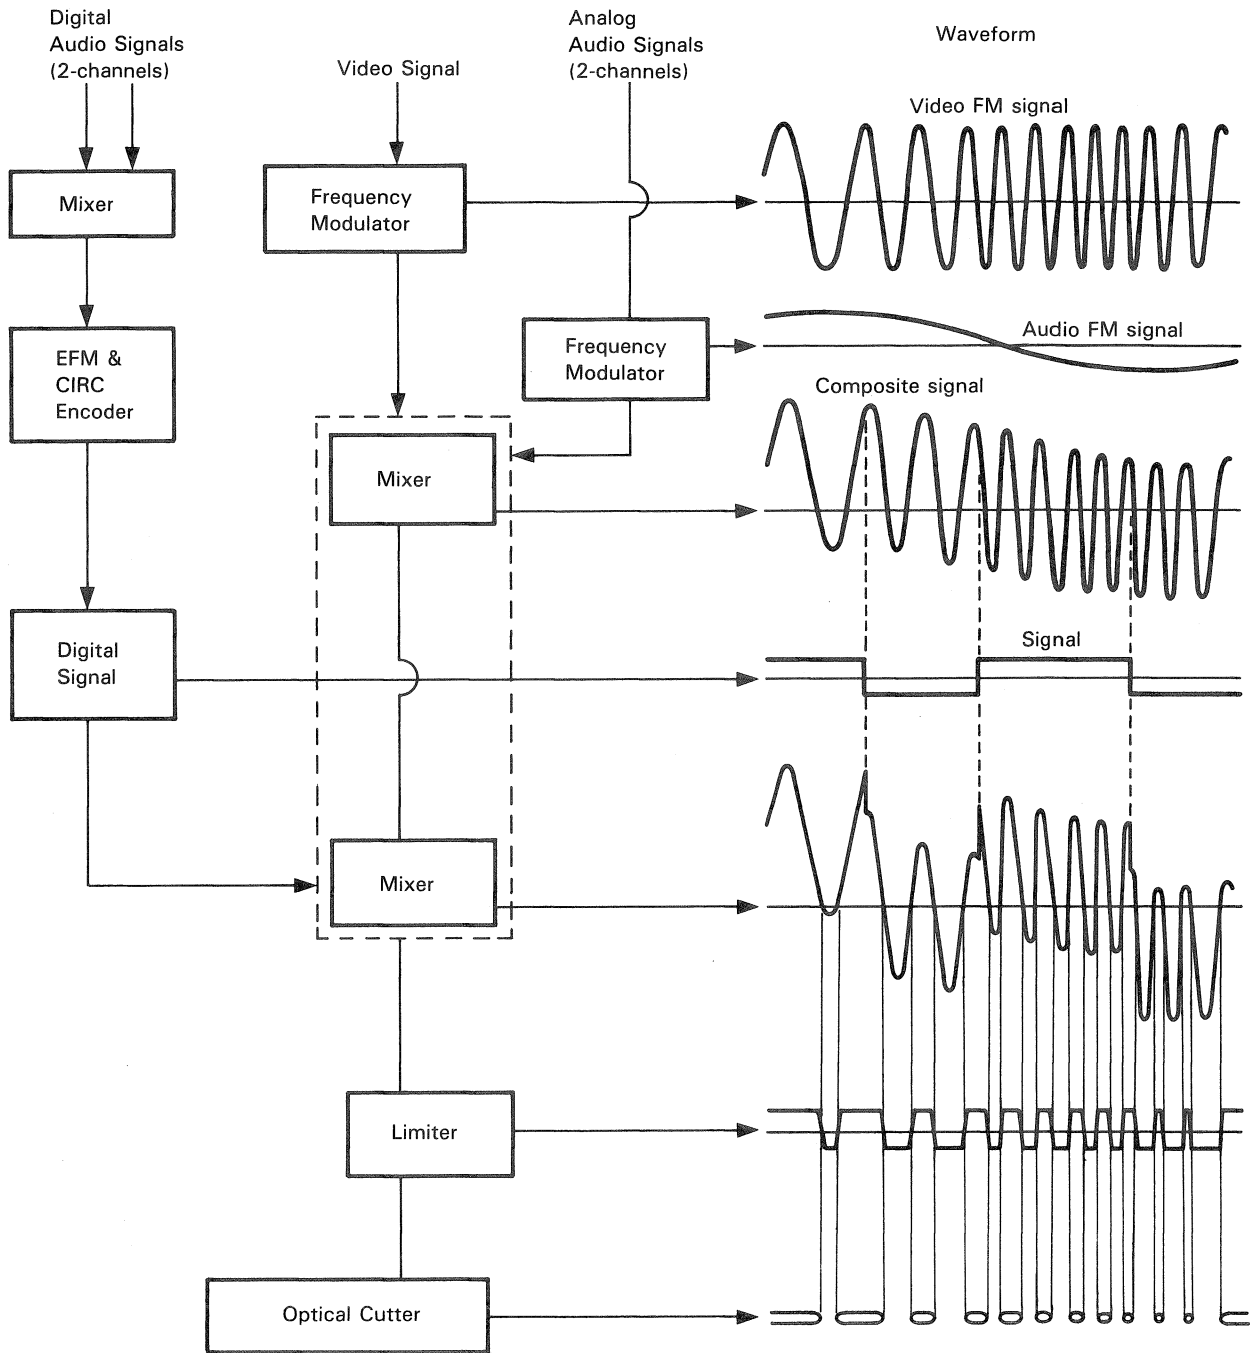 Digital
Audio Signals
(2-channels)
Video Signal
Analog
Audio Signals
(2-channels)
Waveform
Video FM signal
Mixer
Frequency
Modulator
Audio FM signal
EFM &
CIRC
Encoder
Frequency
Modulator
Composite signal
Mixer
Digital
Signal
Signal
Mixer
Limiter
Optical Cutter